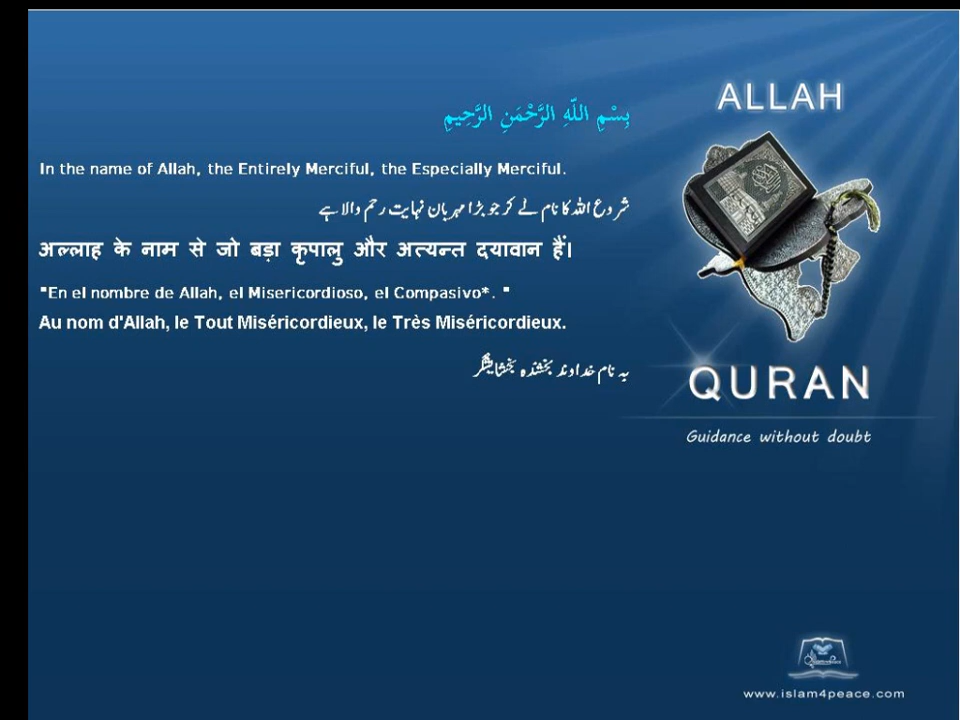 بِسْمِ اللّهِ الرَّحْمَنِ الرَّحِيمِ
In the name of Allah, the Entirely Merciful, the Especially Merciful.
شروع اللہ کا نام لے کر جو بڑا مہربان نہایت رحم والا ہے
अल्लाह के नाम से जो बड़ा कृपालु और अत्यन्त दयावान हैं।
"En el nombre de Allah, el Misericordioso, el Compasivo*. "
Au nom d'Allah, le Tout Miséricordieux, le Très Miséricordieux.
به نام خداوند بخشنده بخشایشگر
ALLAH
QURAN
Guidance without doubt
www.islam4peace.com